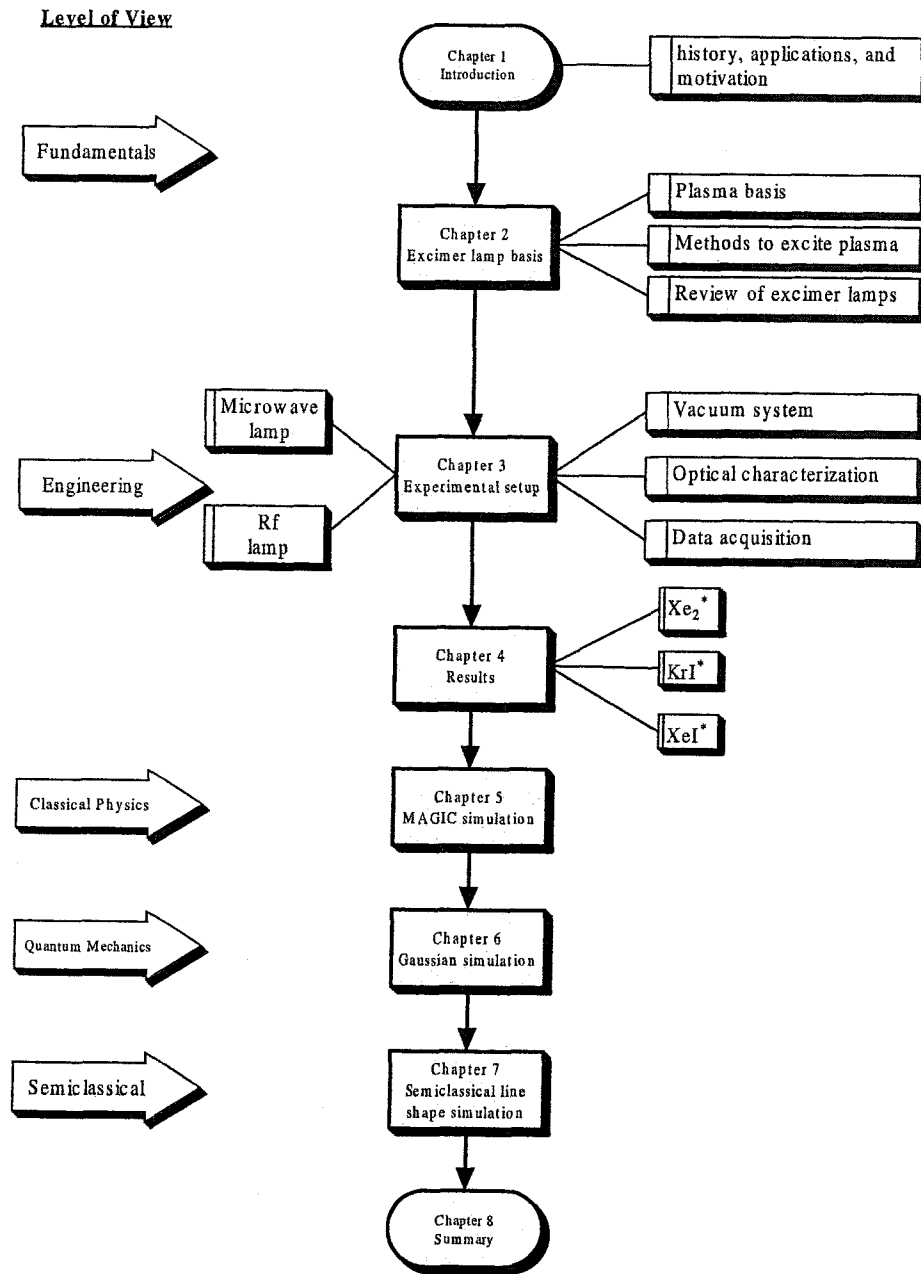 Level of View
Chapter 1
Introduction
history, applications, and
motivation
Fundamentals
Chapter 2
Excimer lamp basis
Plasma basis
Methods to excite plasma
Review of excimer lamps
Microwave
lamp
Rf
lamp
Engineering
Chapter 3
Experimental setup
Vacuum system
Optical characterization
Data acquisition
Chapter 4
Results
Xe₂*
KrI*
XeI*
Classical Physics
Chapter 5
MAGIC simulation
Quantum Mechanics
Chapter 6
Gaussian simulation
Semiclassical
Chapter 7
Semiclassical line
shape simulation
Chapter 8
Summary